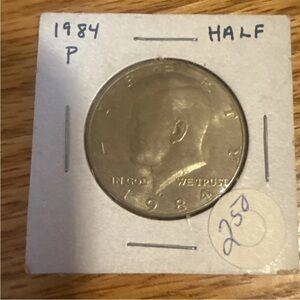 1984 HALF
P
LIBERTY
IN GOD WE TRUST
1984
250